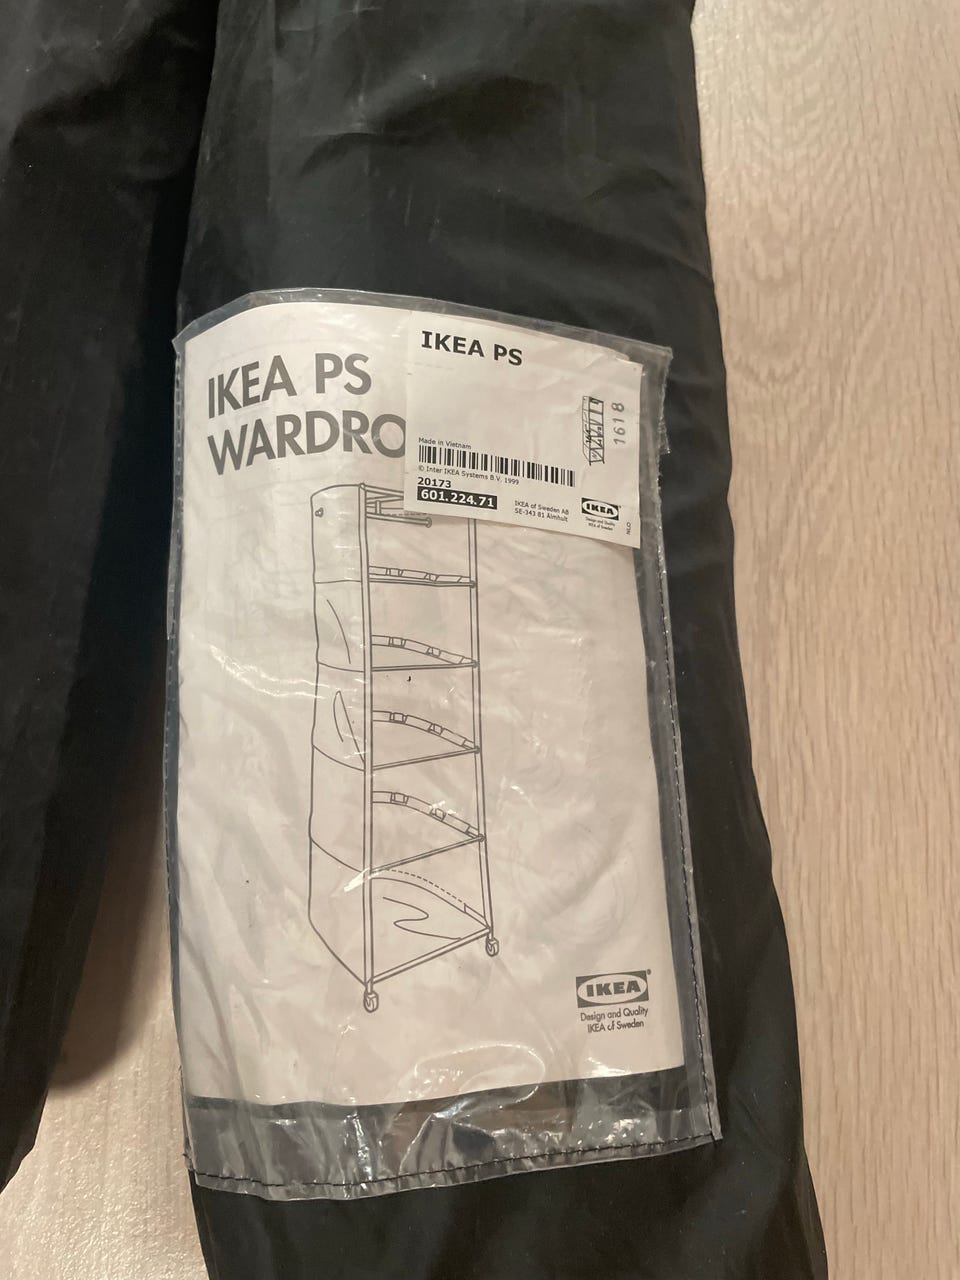 IKEA PS
WARDRO
IKEA PS
1618
Made in Vietnam
© Inter IKEA Systems B.V. 1999
20173
601.224.71
IKEA of Sweden AB
SE-343 81 Älmhult
IKEA
Design and Quality
IKEA of Sweden
NLO
IKEA
Design and Quality
IKEA of Sweden